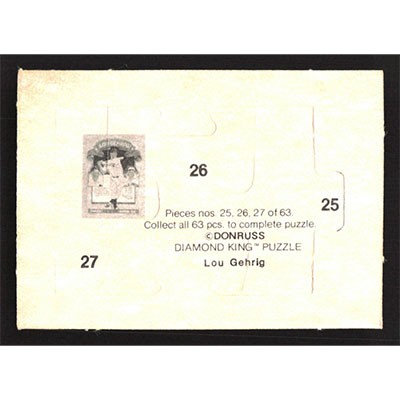 26
25
Pieces nos. 25, 26, 27 of 63.
Collect all 63 pcs. to complete puzzle.
©DONRUSS
DIAMOND KING™ PUZZLE
Lou Gehrig
27